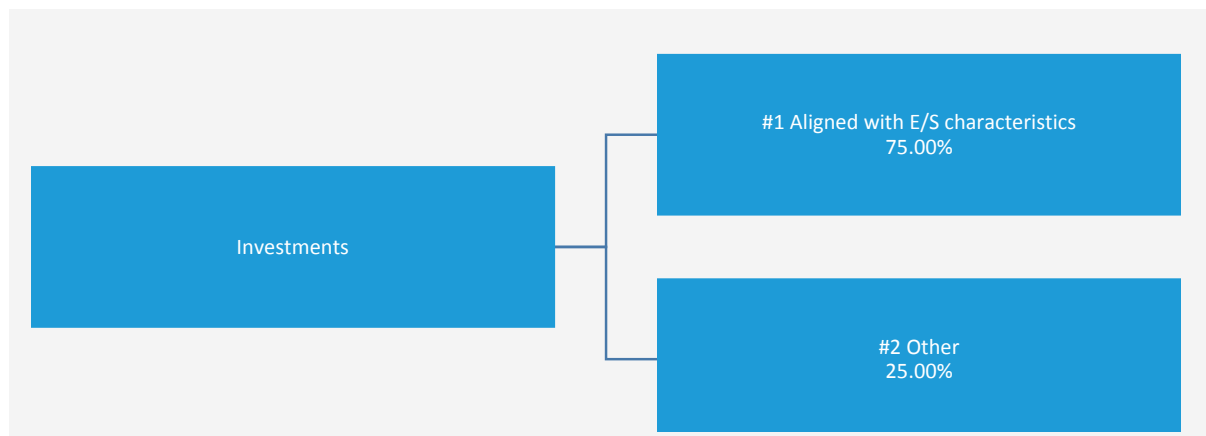 #1 Aligned with E/S characteristics
75.00%
Investments
#2 Other
25.00%